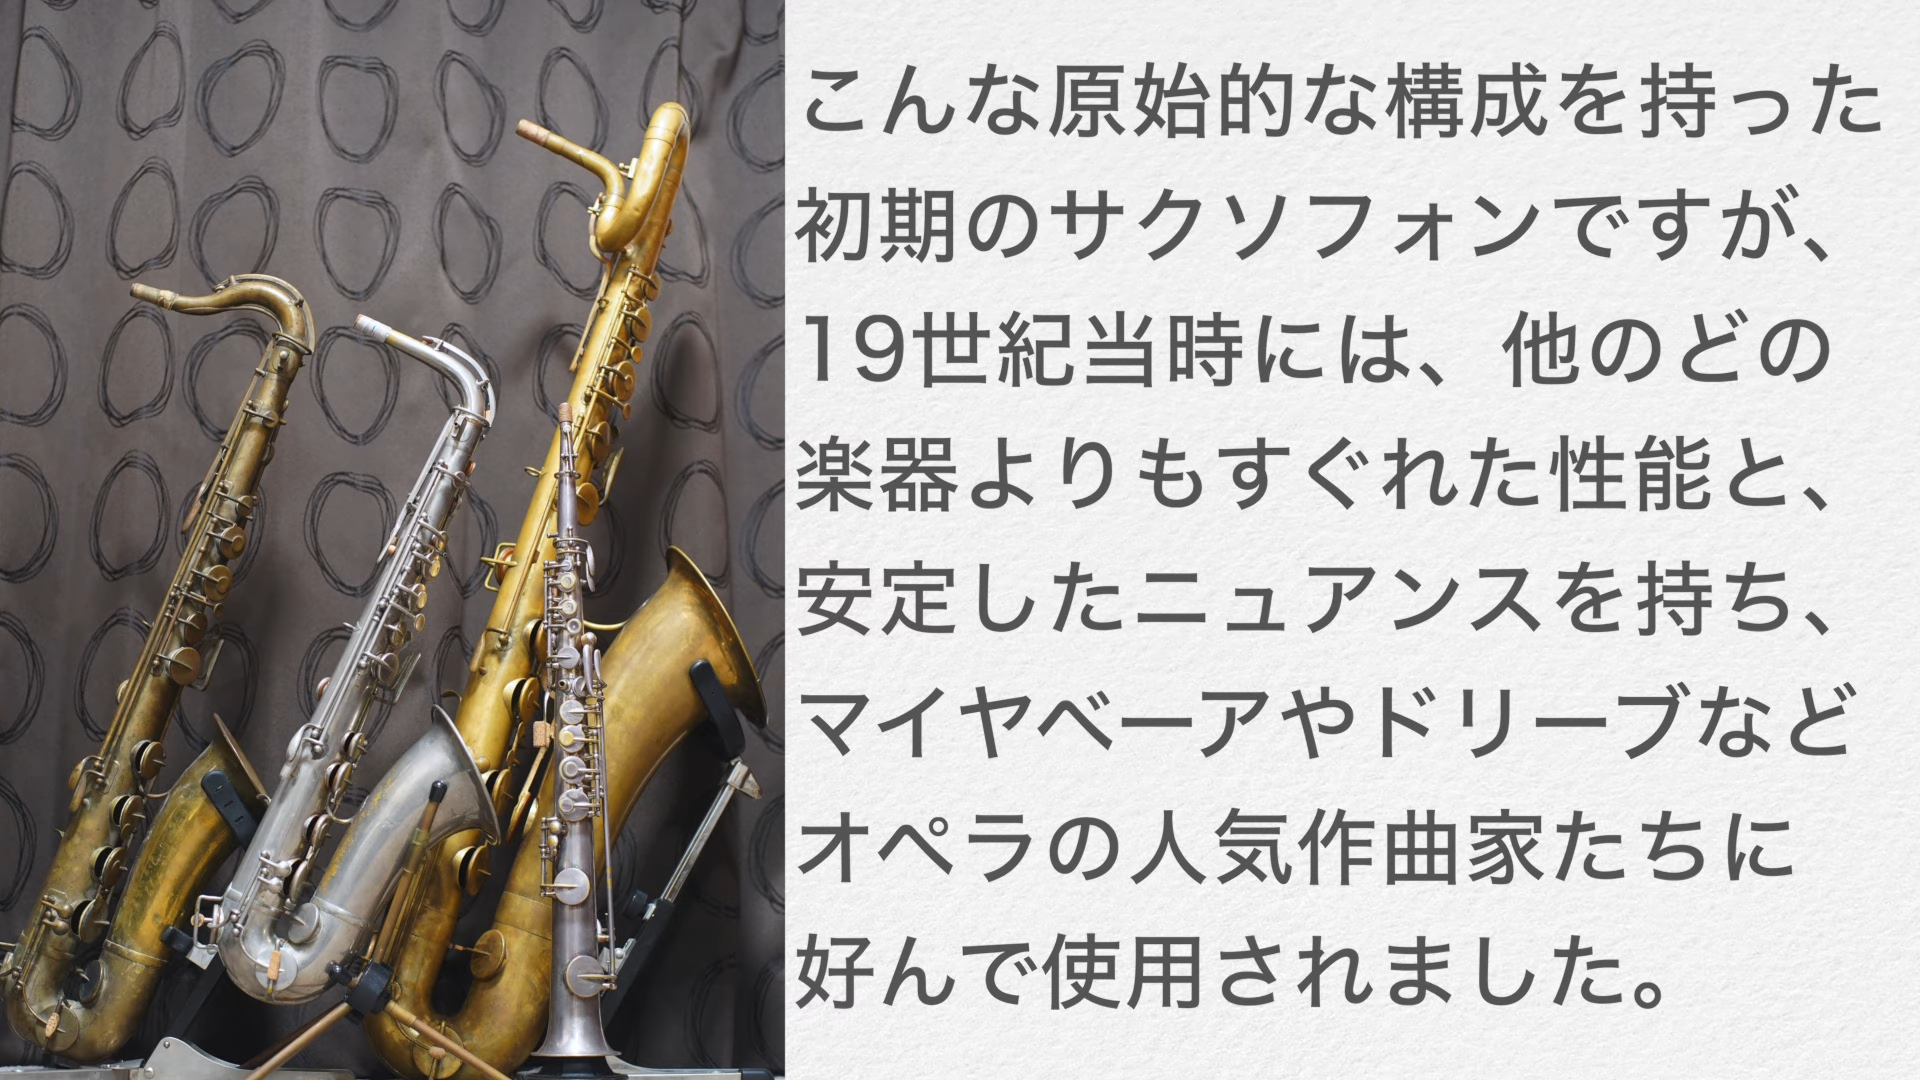 こんな原始的な構成を持った
初期のサクソフォンですが、
19世紀当時には、他のどの
楽器よりもすぐれた性能と、
安定したニュアンスを持ち、
マイヤベーアやドリーブなど
オペラの人気作曲家たちに
好んで使用されました。